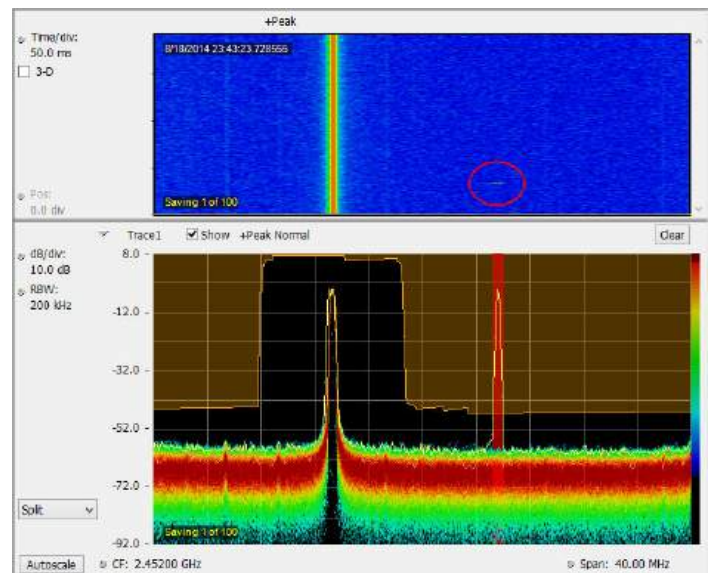 +Peak
Time/div:
50.0 ms
3-D
8/18/2014 23:43:23.728566
Pos:
0.0 div
Saving 1 of 100
Trace1 Show +Peak Normal Clear
dB/div:
10.0 dB
RBW:
200 kHz
8.0
-12.0
-32.0
-52.0
-72.0
-92.0
Saving 1 of 100
Split
Autoscale CF: 2.45200 GHz Span: 40.00 MHz